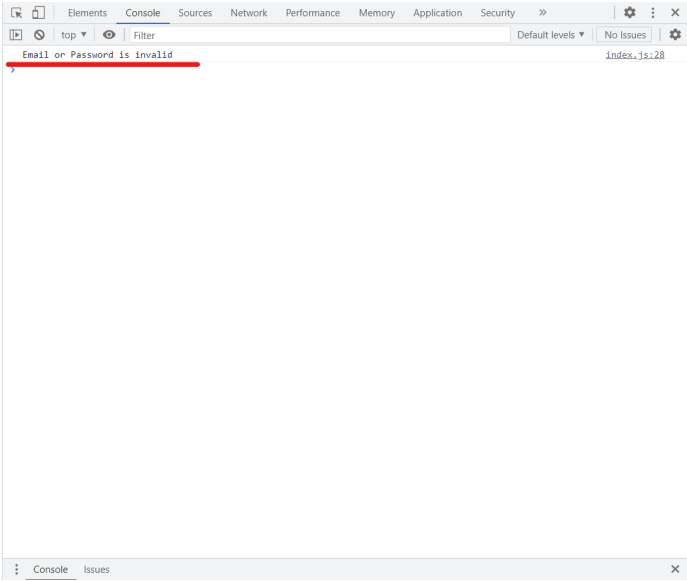 Elements Console Sources Network Performance Memory Application Security »
top ▼ Filter Default levels ▼ No Issues
Email or Password is invalid index.js:28
>
Console Issues